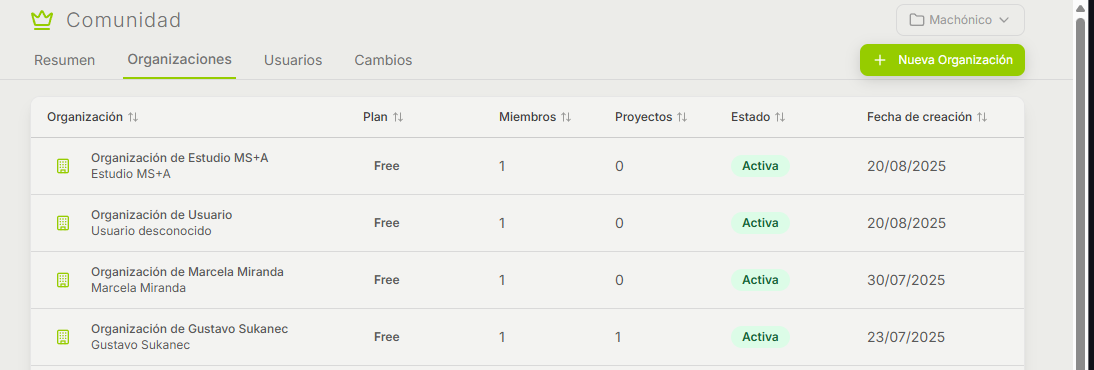 Comunidad
Machónico
Resumen
Organizaciones
Usuarios
Cambios
Nueva Organización
Organización Plan Miembros Proyectos Estado Fecha de creación
Organización de Estudio MS+A
Estudio MS+A
Free 1 0 Activa 20/08/2025
Organización de Usuario
Usuario desconocido
Free 1 0 Activa 20/08/2025
Organización de Marcela Miranda
Marcela Miranda
Free 1 0 Activa 30/07/2025
Organización de Gustavo Sukanec
Gustavo Sukanec
Free 1 1 Activa 23/07/2025